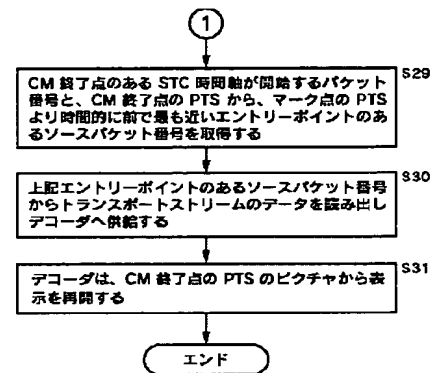 1
S29
CM 終了点のある STC 時間軸が開始するパケット
番号と、CM 終了点の PTS から、マーク点の PTS
より時間的に前で最も近いエントリーポイントのあ
るソースパケット番号を取得する
S30
上記エントリーポイントのあるソースパケット番号
からトランスポートストリームのデータを読み出し
デコーダへ供給する
S31
デコーダは、CM 終了点の PTS のピクチャから表
示を再開する
エンド